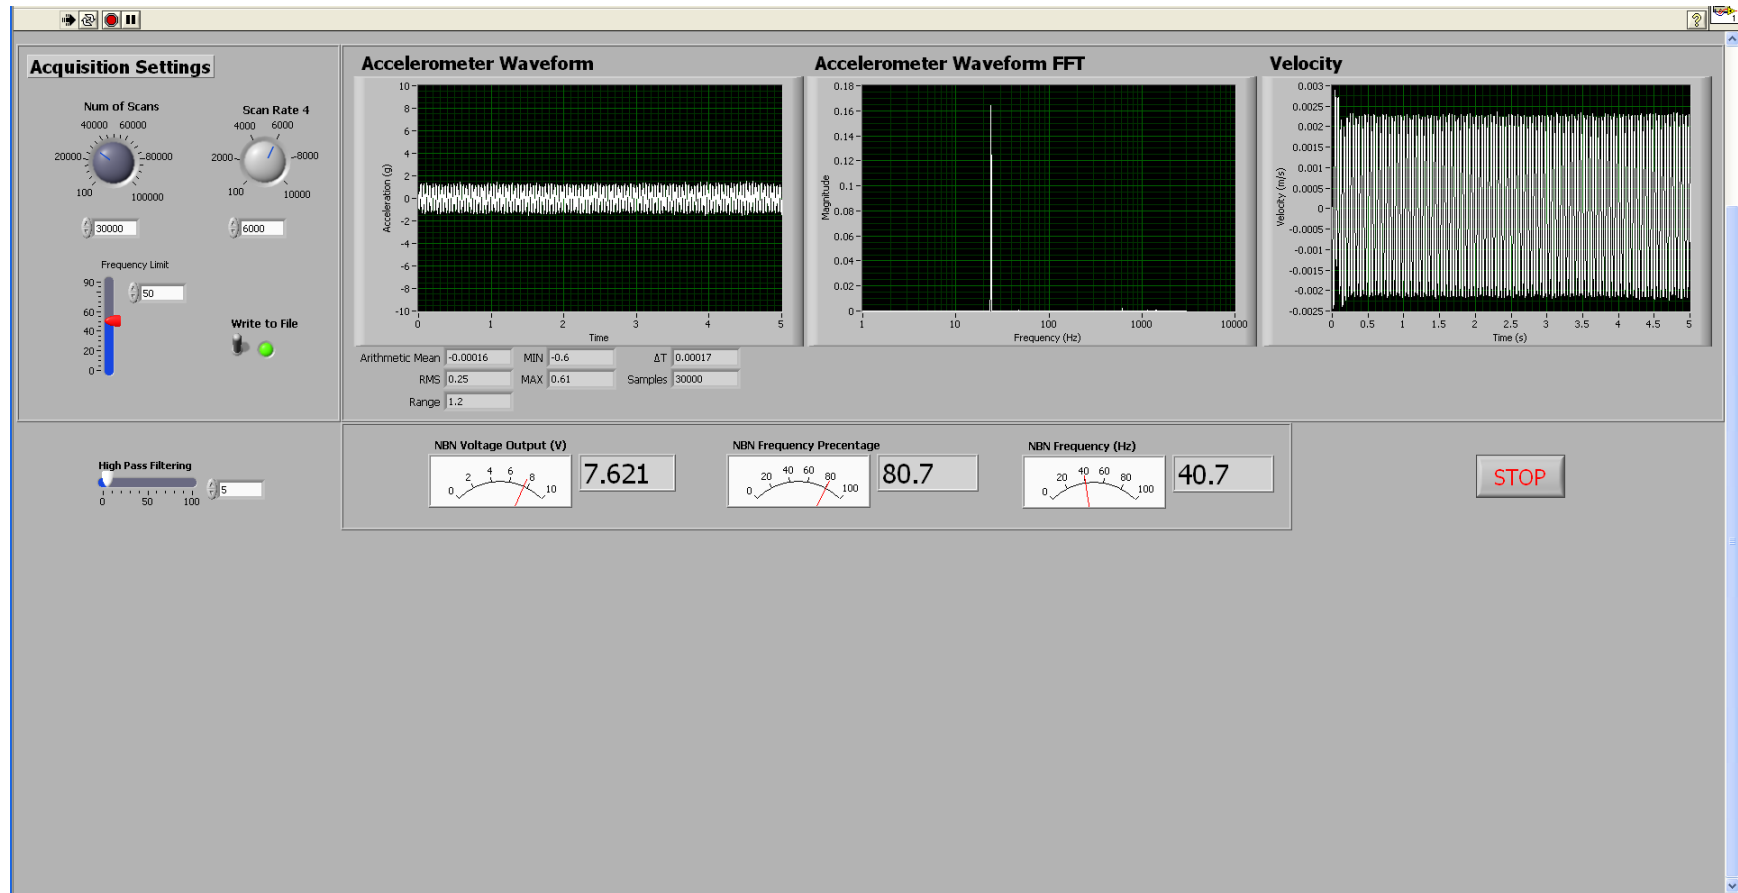 Acquisition Settings
Num of Scans
40000 60000
20000 80000
100 100000
30000
Scan Rate 4
4000 6000
2000 8000
100 10000
6000
Frequency Limit
90
60
40
20
0
50
Write to File
Accelerometer Waveform
Acceleration (g)
10
8
6
4
2
0
-2
-4
-6
-8
-10
0 1 2 3 4 5
Time
Arithmetic Mean -0.00016 MIN -0.6 ΔT 0.00017
RMS 0.25 MAX 0.61 Samples 30000
Range 1.2
Accelerometer Waveform FFT
Magnitude
0.18
0.16
0.14
0.12
0.1
0.08
0.06
0.04
0.02
0
1 10 100 1000 10000
Frequency (Hz)
Velocity
Velocity (m/s)
0.003
0.0025
0.002
0.0015
0.001
0.0005
0
-0.0005
-0.001
-0.0015
-0.002
-0.0025
0 0.5 1 1.5 2 2.5 3 3.5 4 4.5 5
Time (s)
High Pass Filtering
0 50 100
5
NBN Voltage Output (V)
0 2 4 6 8 10
7.621
NBN Frequency Precentage
0 20 40 60 80 100
80.7
NBN Frequency (Hz)
0 20 40 60 80 100
40.7
STOP
?
1